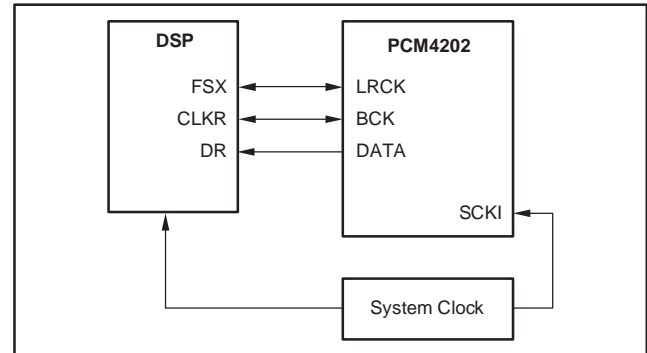 DSP
PCM4202
FSX
LRCK
CLKR
BCK
DR
DATA
SCKI
System Clock